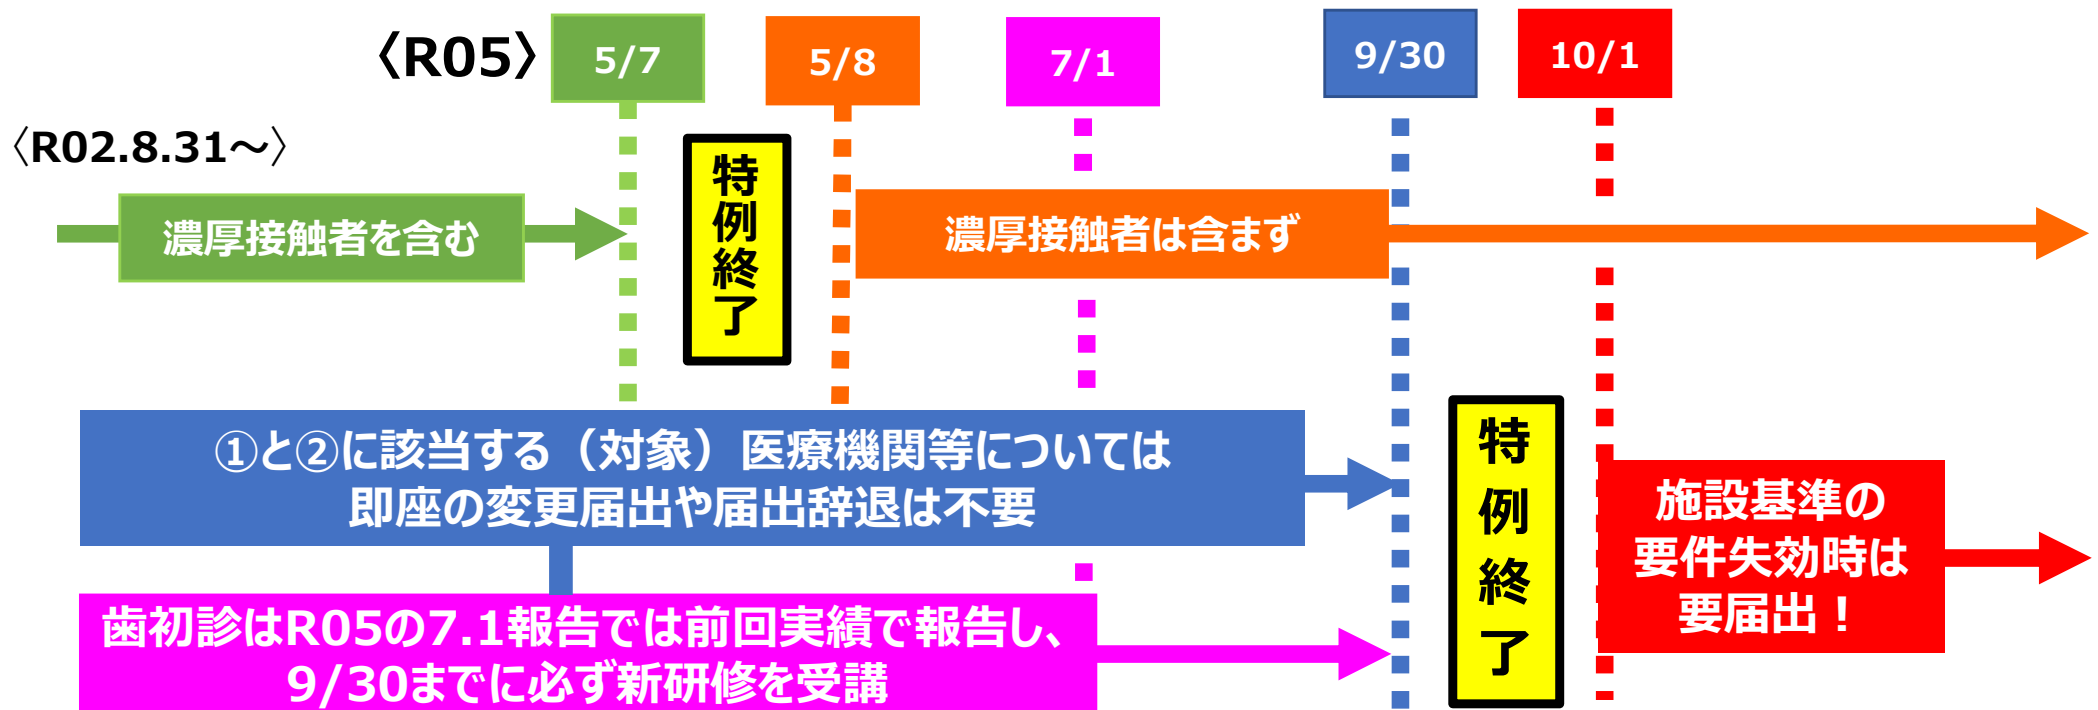 〈R05〉
5/7
5/8
7/1
9/30
10/1
〈R02.8.31～〉
濃厚接触者を含む
特例終了
濃厚接触者は含まず
①と②に該当する（対象）医療機関等については
即座の変更届出や届出辞退は不要
特例終了
施設基準の
要件失効時は
要届出！
歯初診はR05の7.1報告では前回実績で報告し、
9/30までに必ず新研修を受講